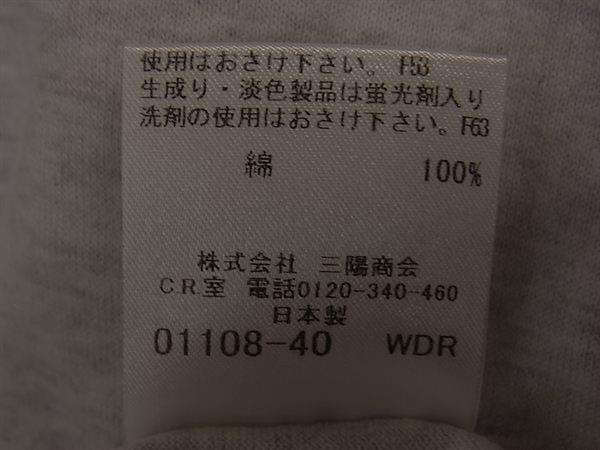 使用はおさけ下さい。 F53
生成り・淡色製品は蛍光剤入り
洗剤の使用はおさけ下さい。F63
綿 100%
株式会社 三陽商会
C.R.室 電話0120-340-460
日本製
01108-40 WDR